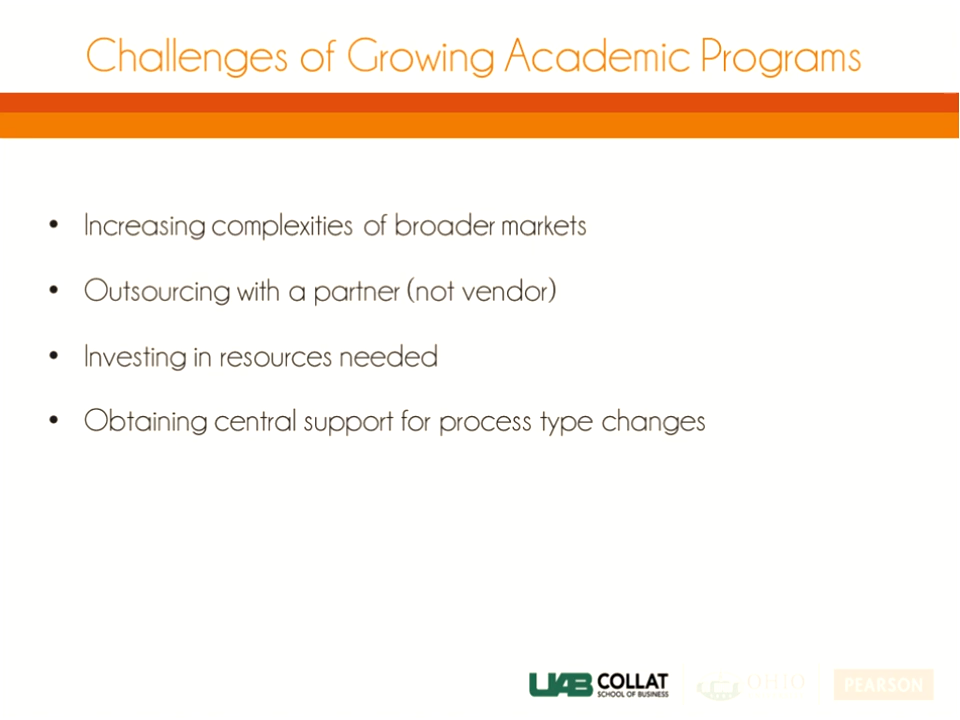 Challenges of Growing Academic Programs
• Increasing complexities of broader markets
• Outsourcing with a partner (not vendor)
• Investing in resources needed
• Obtaining central support for process type changes
UAB COLLAT
SCHOOL OF BUSINESS
OHIO
PEARSON